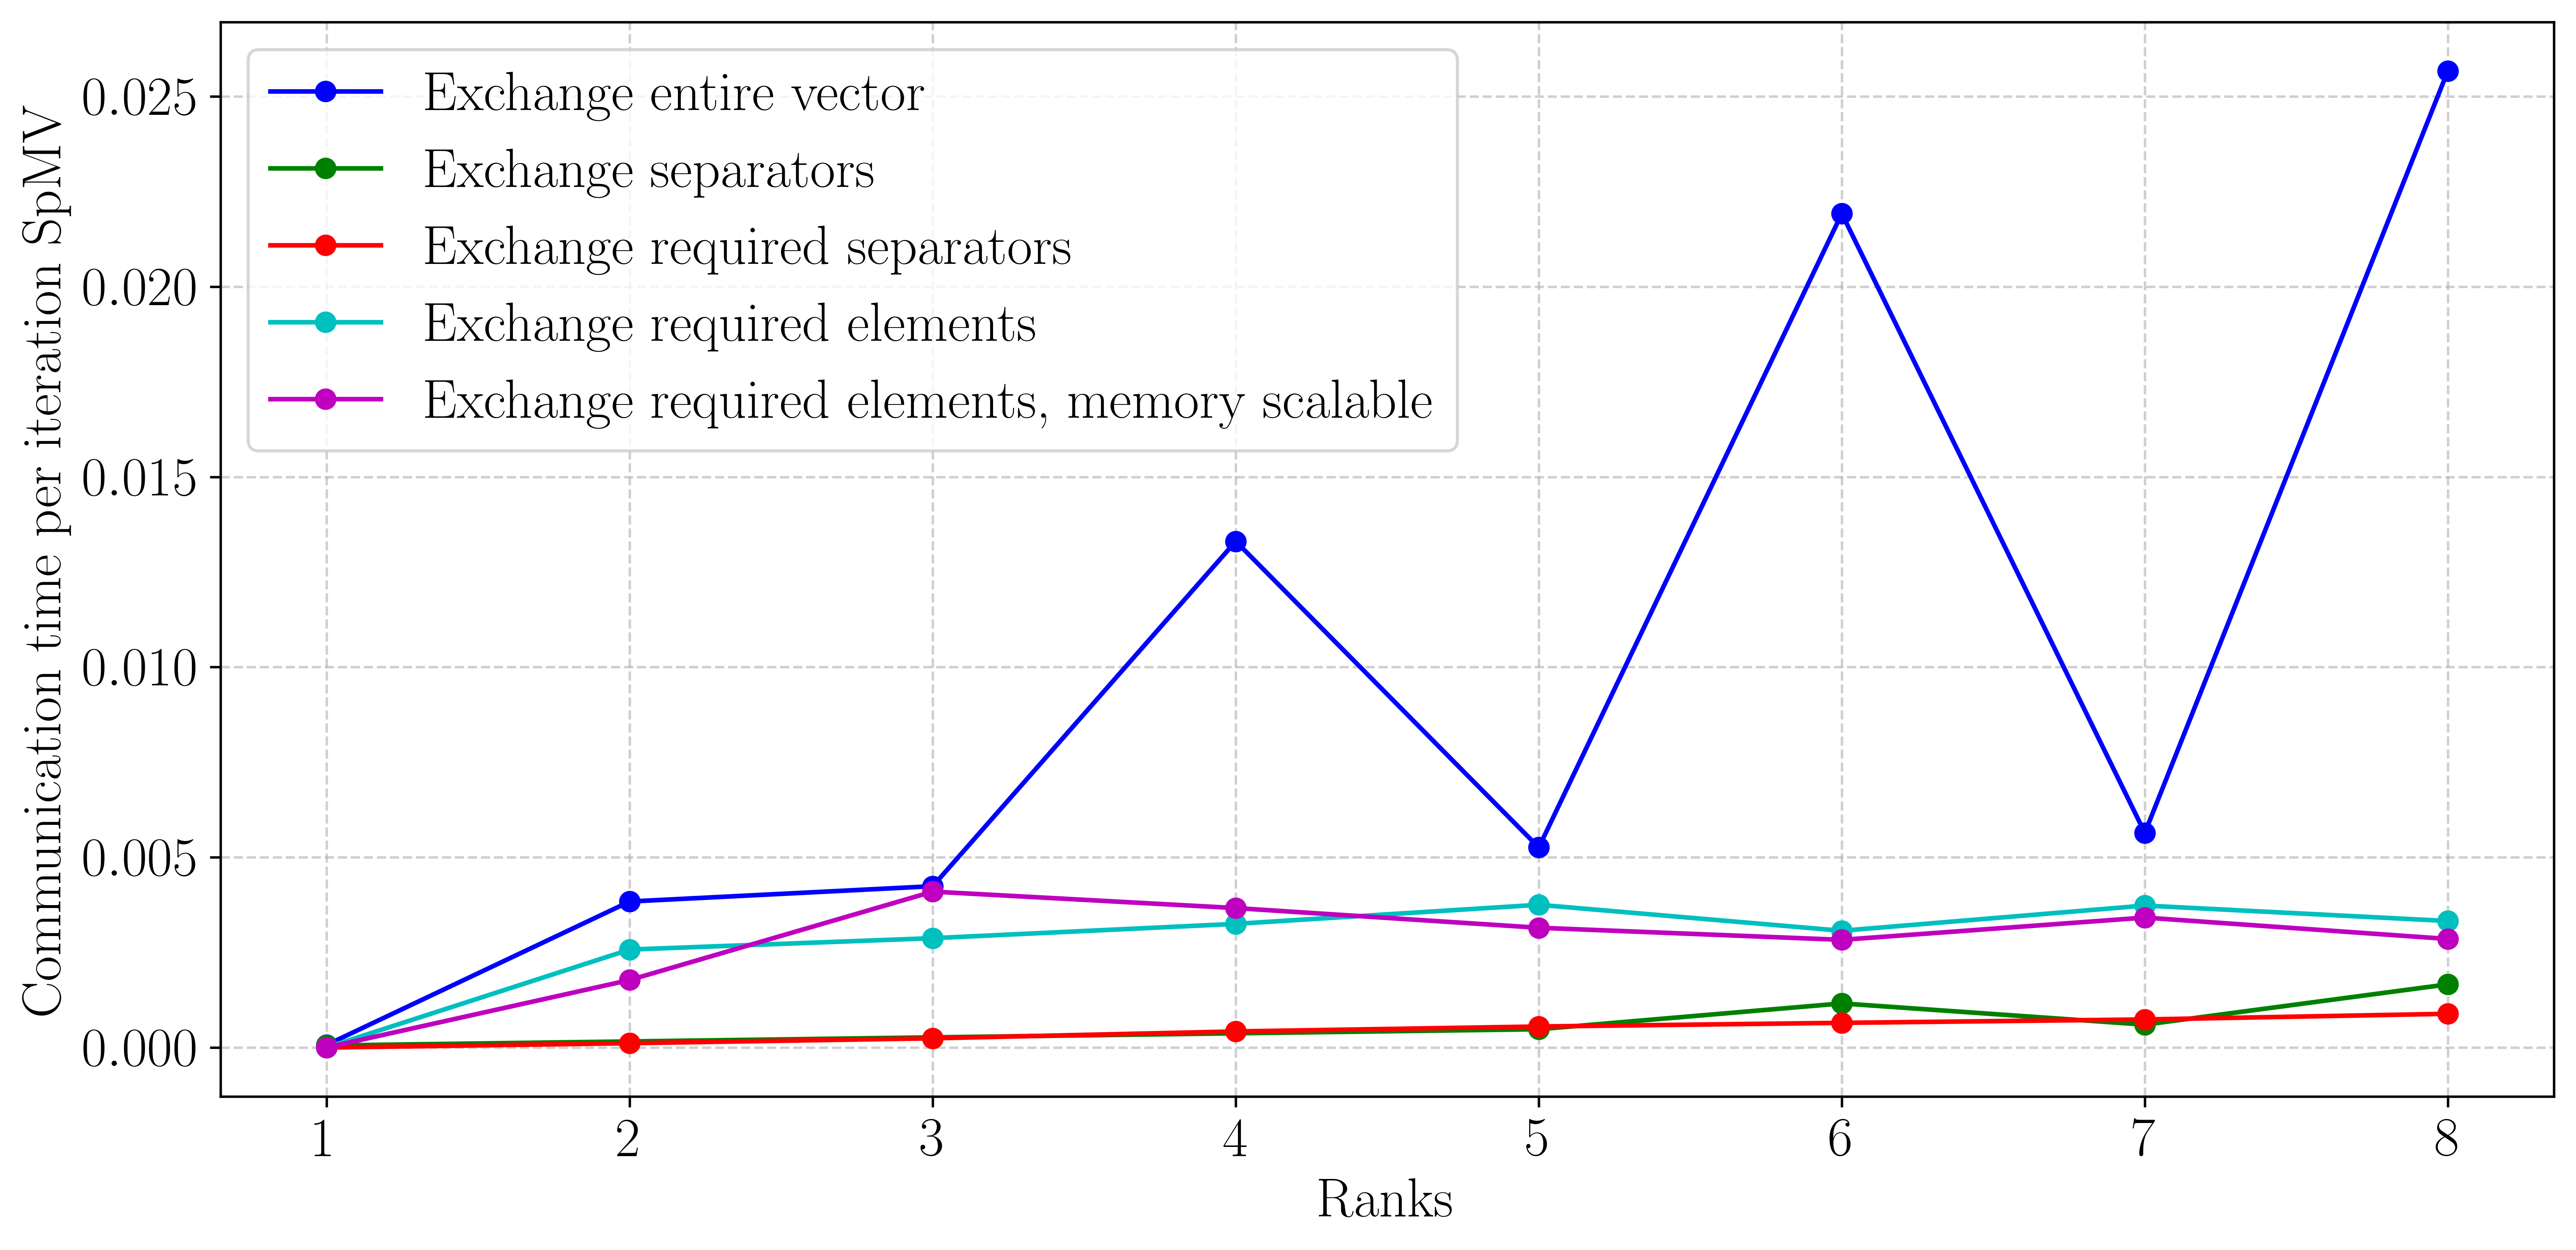 Communication time per iteration SpMV
0.025
0.020
0.015
0.010
0.005
0.000
Exchange entire vector
Exchange separators
Exchange required separators
Exchange required elements
Exchange required elements, memory scalable
1 2 3 4 5 6 7 8
Ranks